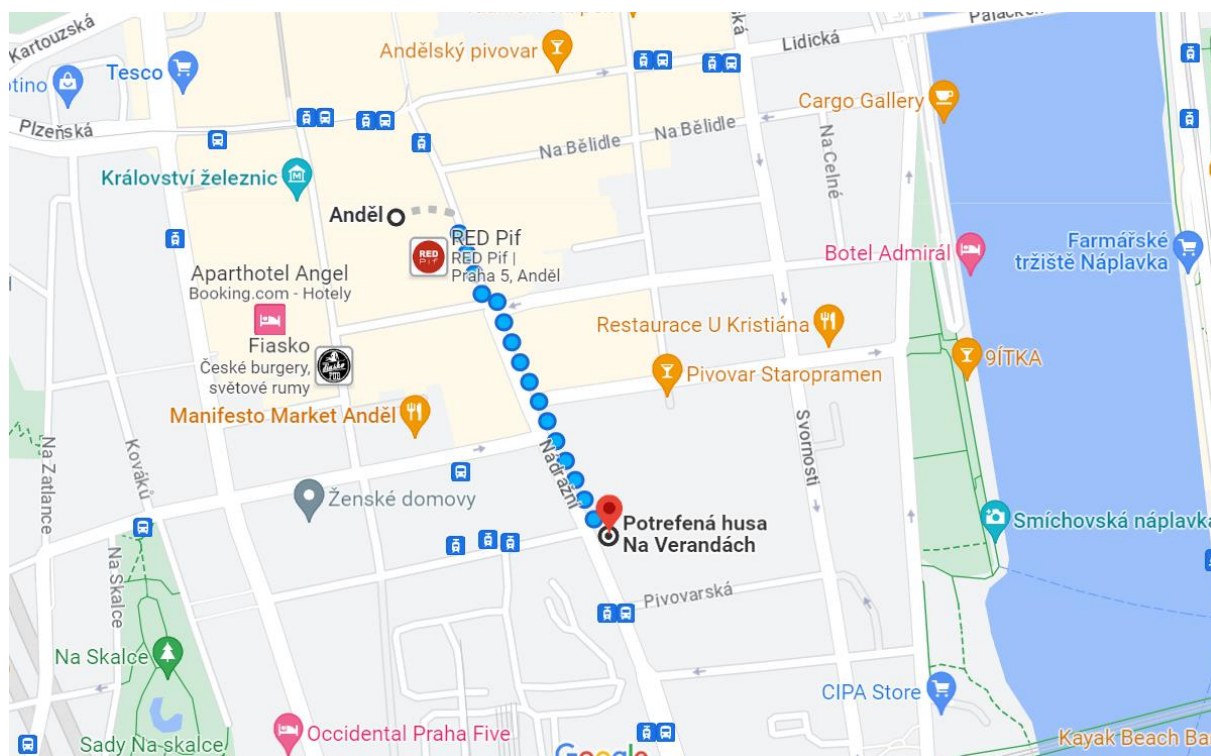 Palackéh
Kartouzská
Lidická
Andělský pivovar
Tesco
tino
Cargo Gallery
Plzeňská
Na Bělidle
Na Bělidle
Na Celné
Království železnic
Anděl
RED
PIF
RED Pif
RED Pif |
Praha 5, Anděl
Botel Admirál
Farmářské
tržiště Náplavka
Aparthotel Angel
Booking.com - Hotely
Restaurace U Kristiána
Fiasko
České burgery,
světové rumy
9ÍTKA
Pivovar Staropramen
Manifesto Market Anděl
Na Zatlance
Kováků
Nádražní
Svornosti
Ženské domovy
Potrefená husa
Na Verandách
Smíchovská náplavka
Na Skalce
Pivovarská
Na Skalce
CIPA Store
Occidental Praha Five
Sady Na skalce
Google
Kayak Beach Ba